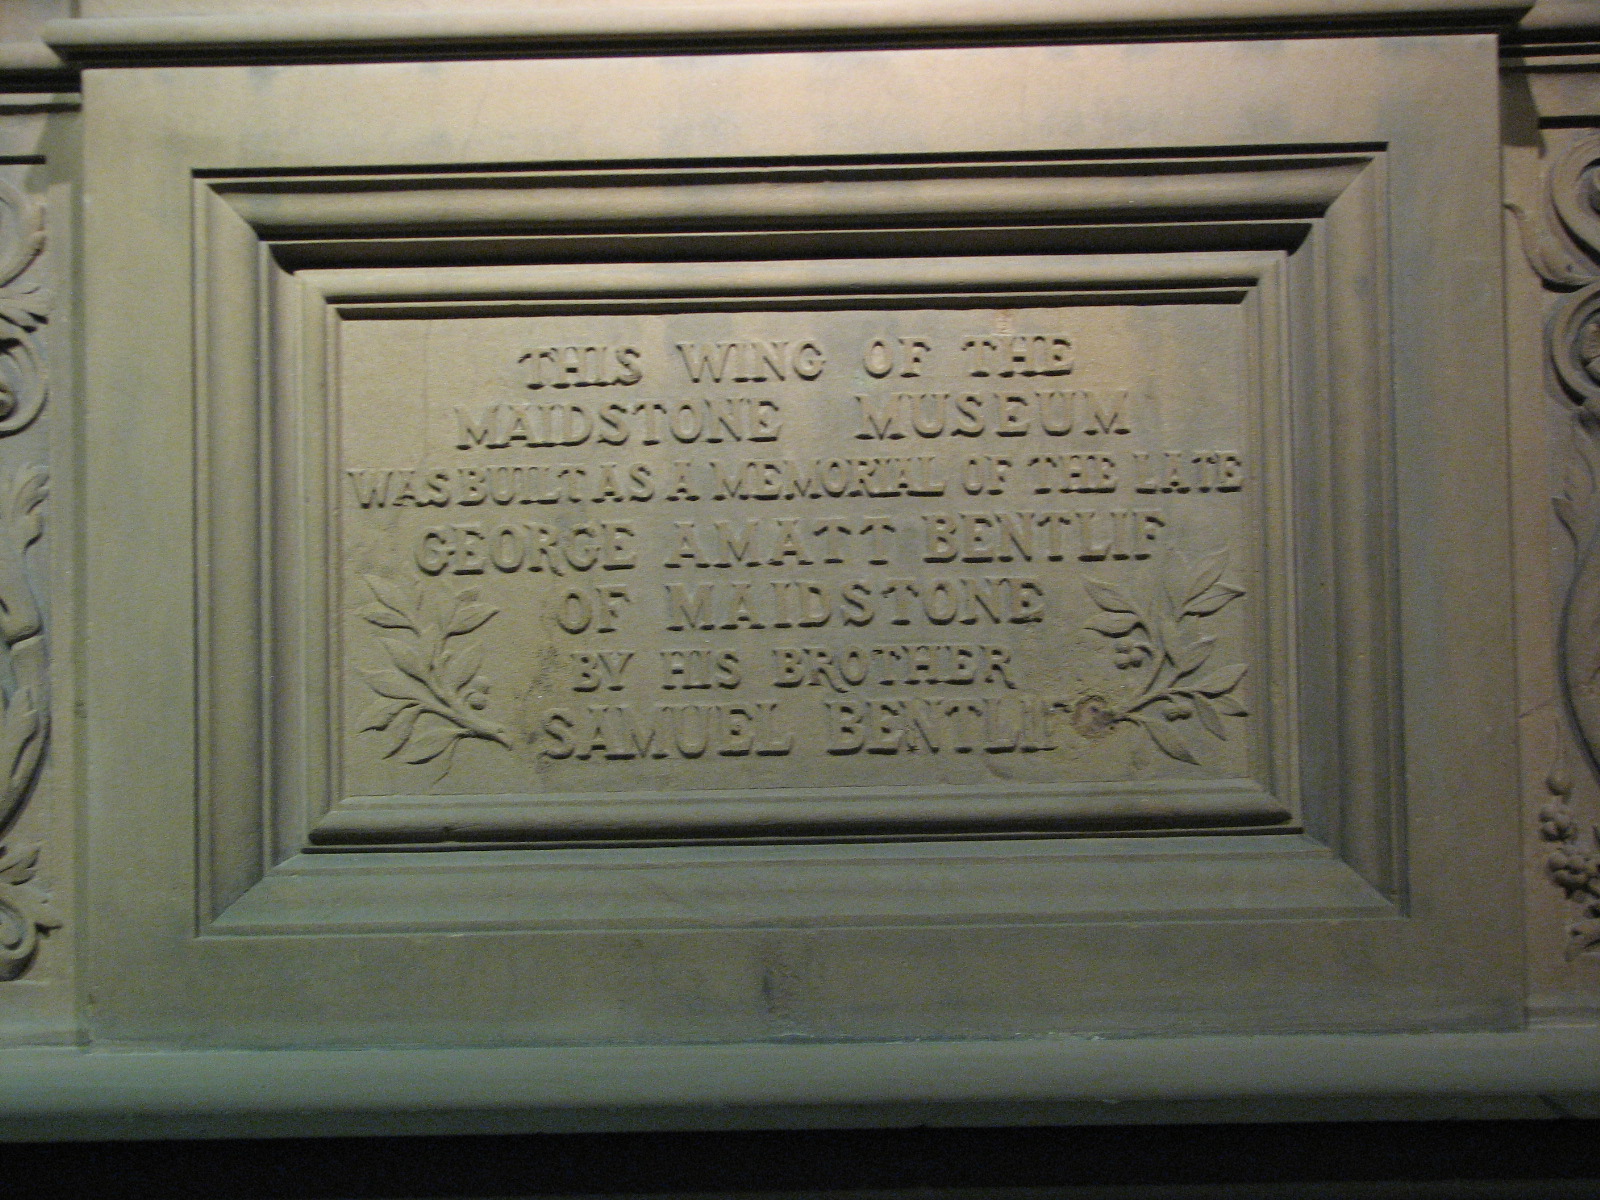 THIS WING OF THE
MAIDSTONE MUSEUM
WAS BUILT AS A MEMORIAL OF THE LATE
GEORGE AMATT BENTLIF
OF MAIDSTONE
BY HIS BROTHER
SAMUEL BENTLIF